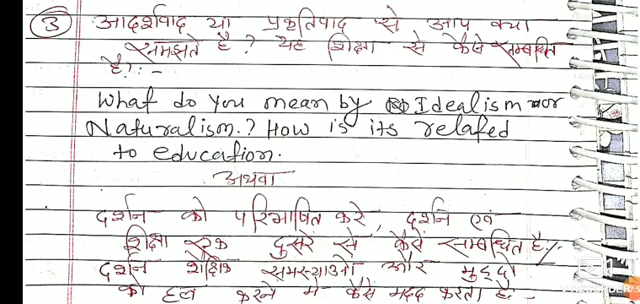 ③ आदर्शवाद या प्रकृतिवाद से आप क्या
समझते है? यह शिक्षा से कैसे सम्बंधित
है?:-
What do you mean by Idealism or
Naturalism.? How is its related
to education.
अथवा
दर्शन को परिभाषित करे, दर्शन एवं
शिक्षा एक दुसरे से कैसे सम्बंधित है?
दर्शन शैक्षिक समस्याओं और मुद्दों
को हल करने में कैसे मदद करता है:-